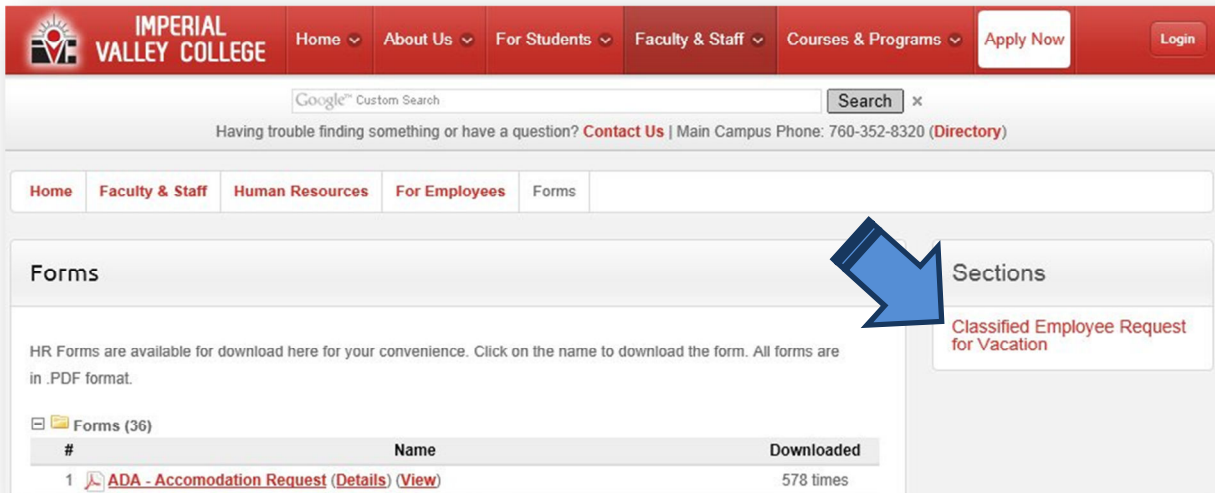 IMPERIAL
VALLEY COLLEGE
Home About Us For Students Faculty & Staff Courses & Programs Apply Now Login
Google™ Custom Search Search ×
Having trouble finding something or have a question? Contact Us | Main Campus Phone: 760-352-8320 (Directory)
Home Faculty & Staff Human Resources For Employees Forms
Forms
HR Forms are available for download here for your convenience. Click on the name to download the form. All forms are
in .PDF format.
Forms (36)
# Name Downloaded
1 ADA - Accomodation Request (Details) (View) 578 times
Sections
Classified Employee Request
for Vacation